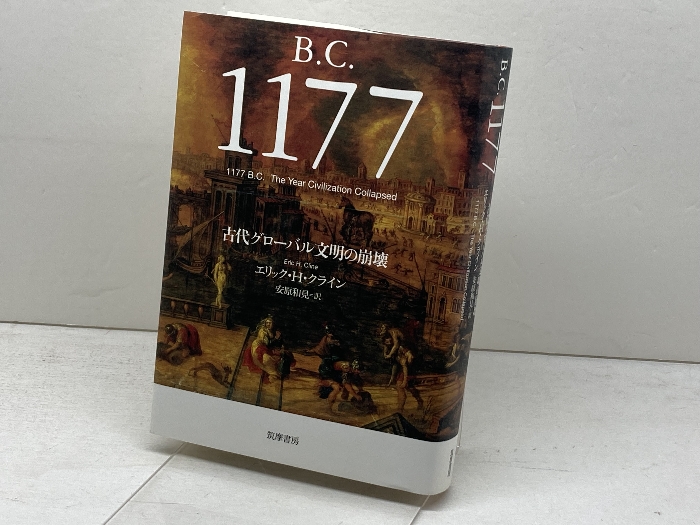 B.C.
1177
1177 B.C. The Year Civilization Collapsed
古代グローバル文明の崩壊
Eric H. Cline
エリック・H・クライン
安原和見=訳
筑摩書房
B.C. 1177